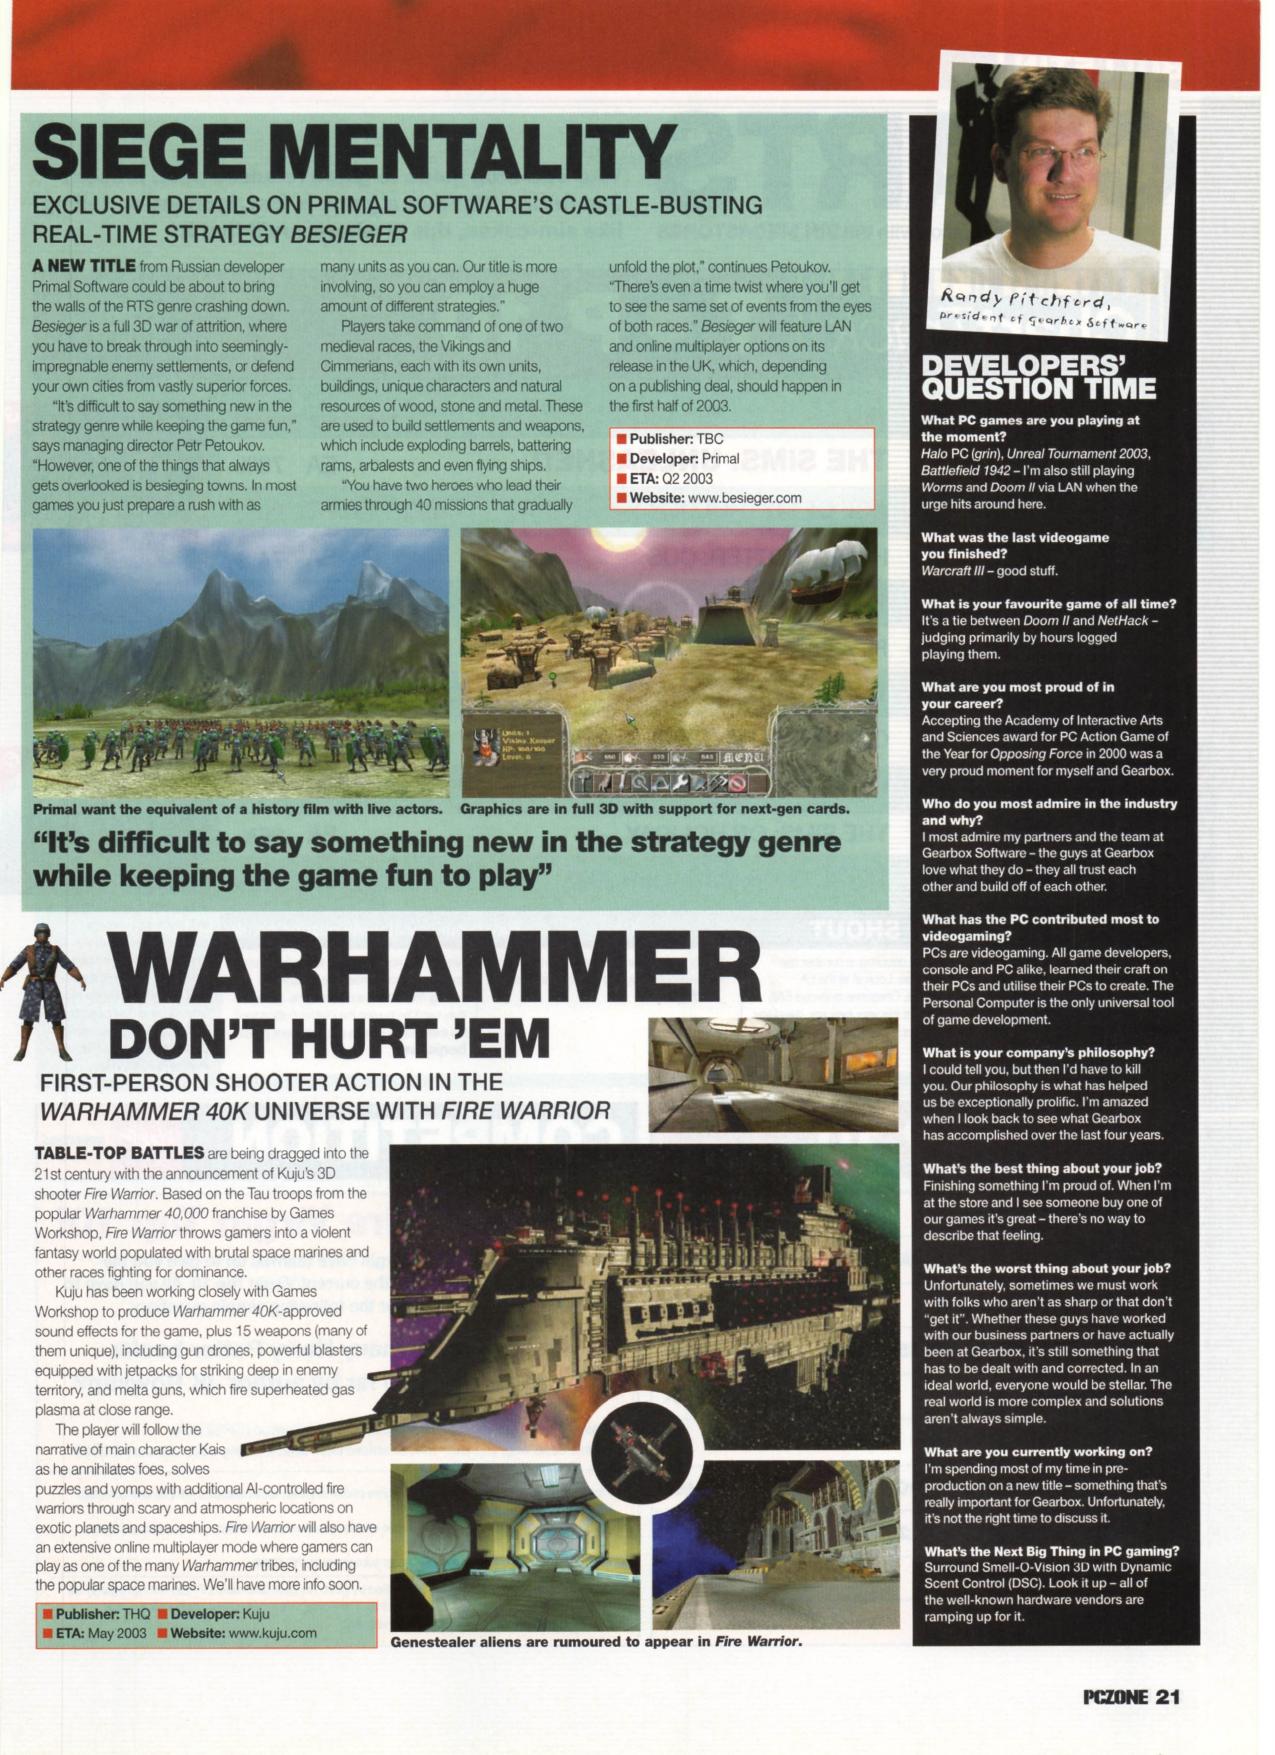 SIEGE MENTALITY
EXCLUSIVE DETAILS ON PRIMAL SOFTWARE'S CASTLE-BUSTING
REAL-TIME STRATEGY BESIEGER
A NEW TITLE from Russian developer
Primal Software could be about to bring
the walls of the RTS genre crashing down.
Besieger is a full 3D war of attrition, where
you have to break through into seemingly-
impregnable enemy settlements, or defend
your own cities from vastly superior forces.
"It's difficult to say something new in the
strategy genre while keeping the game fun,"
says managing director Petr Petoukov.
"However, one of the things that always
gets overlooked is besieging towns. In most
games you just prepare a rush with as
many units as you can. Our title is more
involving, so you can employ a huge
amount of different strategies."
Players take command of one of two
medieval races, the Vikings and
Cimmerians, each with its own units,
buildings, unique characters and natural
resources of wood, stone and metal. These
are used to build settlements and weapons,
which include exploding barrels, battering
rams, arbalests and even flying ships.
"You have two heroes who lead their
armies through 40 missions that gradually
unfold the plot," continues Petoukov.
"There's even a time twist where you'll get
to see the same set of events from the eyes
of both races." Besieger will feature LAN
and online multiplayer options on its
release in the UK, which, depending
on a publishing deal, should happen in
the first half of 2003.
Publisher: TBC
Developer: Primal
ETA: Q2 2003
Website: www.besieger.com
Units: 1
Viking Keeper
HP: 100/100
Level: 0
550 535 545 MENU
Primal want the equivalent of a history film with live actors.
Graphics are in full 3D with support for next-gen cards.
"It's difficult to say something new in the strategy genre
while keeping the game fun to play"
WARHAMMER
DON'T HURT 'EM
FIRST-PERSON SHOOTER ACTION IN THE
WARHAMMER 40K UNIVERSE WITH FIRE WARRIOR
TABLE-TOP BATTLES are being dragged into the
21st century with the announcement of Kuju's 3D
shooter Fire Warrior. Based on the Tau troops from the
popular Warhammer 40,000 franchise by Games
Workshop, Fire Warrior throws gamers into a violent
fantasy world populated with brutal space marines and
other races fighting for dominance.
Kuju has been working closely with Games
Workshop to produce Warhammer 40K-approved
sound effects for the game, plus 15 weapons (many of
them unique), including gun drones, powerful blasters
equipped with jetpacks for striking deep in enemy
territory, and melta guns, which fire superheated gas
plasma at close range.
The player will follow the
narrative of main character Kais
as he annihilates foes, solves
puzzles and yomps with additional AI-controlled fire
warriors through scary and atmospheric locations on
exotic planets and spaceships. Fire Warrior will also have
an extensive online multiplayer mode where gamers can
play as one of the many Warhammer tribes, including
the popular space marines. We'll have more info soon.
Publisher: THQ Developer: Kuju
ETA: May 2003 Website: www.kuju.com
Genestealer aliens are rumoured to appear in Fire Warrior.
Randy Pitchford,
president of Gearbox Software
DEVELOPERS'
QUESTION TIME
What PC games are you playing at
the moment?
Halo PC (grin), Unreal Tournament 2003,
Battlefield 1942 – I'm also still playing
Worms and Doom II via LAN when the
urge hits around here.
What was the last videogame
you finished?
Warcraft III – good stuff.
What is your favourite game of all time?
It's a tie between Doom II and NetHack –
judging primarily by hours logged
playing them.
What are you most proud of in
your career?
Accepting the Academy of Interactive Arts
and Sciences award for PC Action Game of
the Year for Opposing Force in 2000 was a
very proud moment for myself and Gearbox.
Who do you most admire in the industry
and why?
I most admire my partners and the team at
Gearbox Software – the guys at Gearbox
love what they do – they all trust each
other and build off of each other.
What has the PC contributed most to
videogaming?
PCs are videogaming. All game developers,
console and PC alike, learned their craft on
their PCs and utilise their PCs to create. The
Personal Computer is the only universal tool
of game development.
What is your company's philosophy?
I could tell you, but then I'd have to kill
you. Our philosophy is what has helped
us be exceptionally prolific. I'm amazed
when I look back to see what Gearbox
has accomplished over the last four years.
What's the best thing about your job?
Finishing something I'm proud of. When I'm
at the store and I see someone buy one of
our games it's great – there's no way to
describe that feeling.
What's the worst thing about your job?
Unfortunately, sometimes we must work
with folks who aren't as sharp or that don't
"get it". Whether these guys have worked
with our business partners or have actually
been at Gearbox, it's still something that
has to be dealt with and corrected. In an
ideal world, everyone would be stellar. The
real world is more complex and solutions
aren't always simple.
What are you currently working on?
I'm spending most of my time in pre-
production on a new title – something that's
really important for Gearbox. Unfortunately,
it's not the right time to discuss it.
What's the Next Big Thing in PC gaming?
Surround Smell-O-Vision 3D with Dynamic
Scent Control (DSC). Look it up – all of
the well-known hardware vendors are
ramping up for it.
PCZONE 21